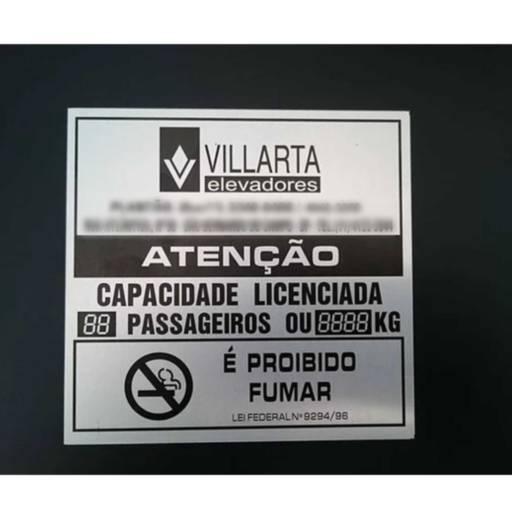 VILLARTA
elevadores
ATENÇÃO
CAPACIDADE LICENCIADA
88 PASSAGEIROS OU 8888 KG
É PROIBIDO
FUMAR
LEI FEDERAL Nº 9294/96